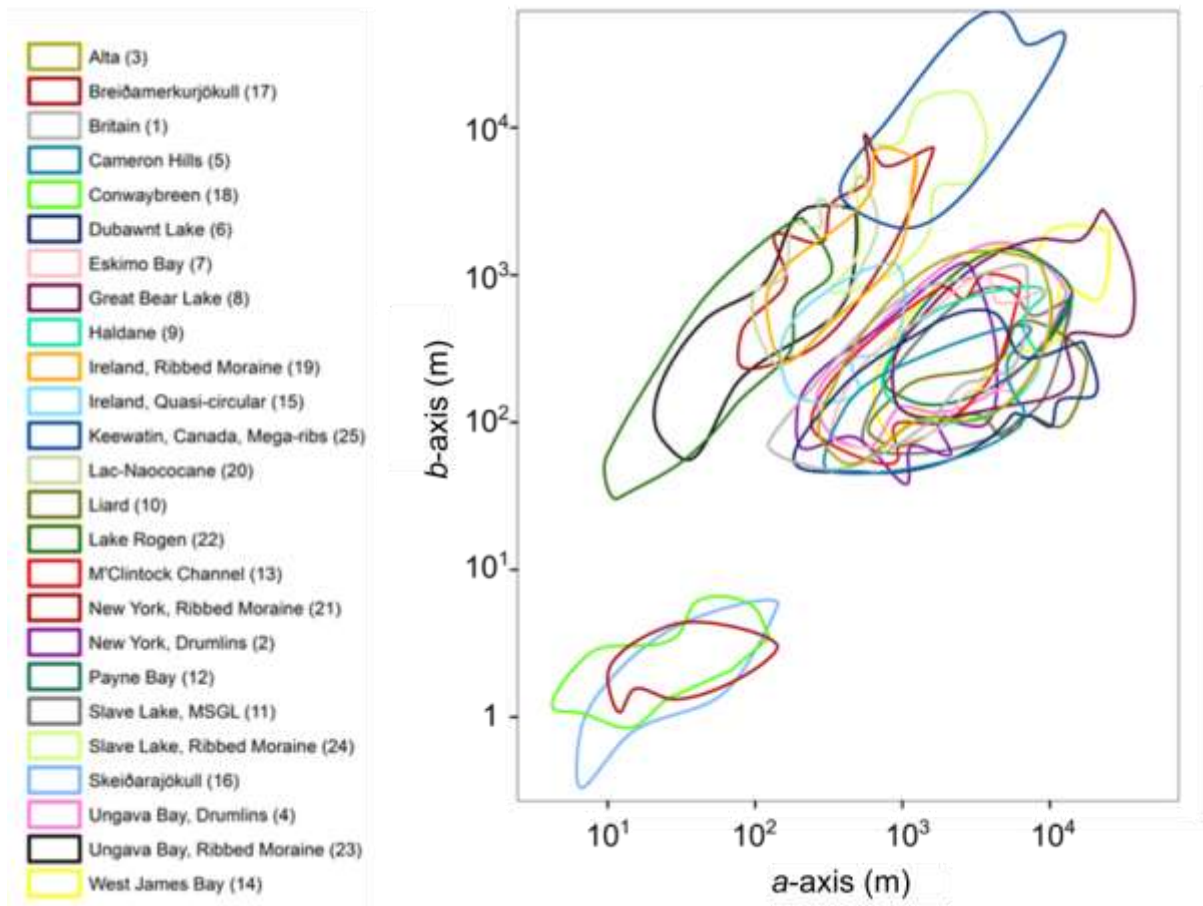 Alta (3)
Breiðamerkurjökull (17)
Britain (1)
Cameron Hills (5)
Conwaybreen (18)
Dubawnt Lake (6)
Eskimo Bay (7)
Great Bear Lake (8)
Haldane (9)
Ireland, Ribbed Moraine (19)
Ireland, Quasi-circular (15)
Keewatin, Canada, Mega-ribs (25)
Lac-Naococane (20)
Liard (10)
Lake Rogen (22)
M'Clintock Channel (13)
New York, Ribbed Moraine (21)
New York, Drumlins (2)
Payne Bay (12)
Slave Lake, MSGL (11)
Slave Lake, Ribbed Moraine (24)
Skeiðarajökull (16)
Ungava Bay, Drumlins (4)
Ungava Bay, Ribbed Moraine (23)
West James Bay (14)
b-axis (m)
10⁴
10³
10²
10¹
1
10¹ 10² 10³ 10⁴
a-axis (m)